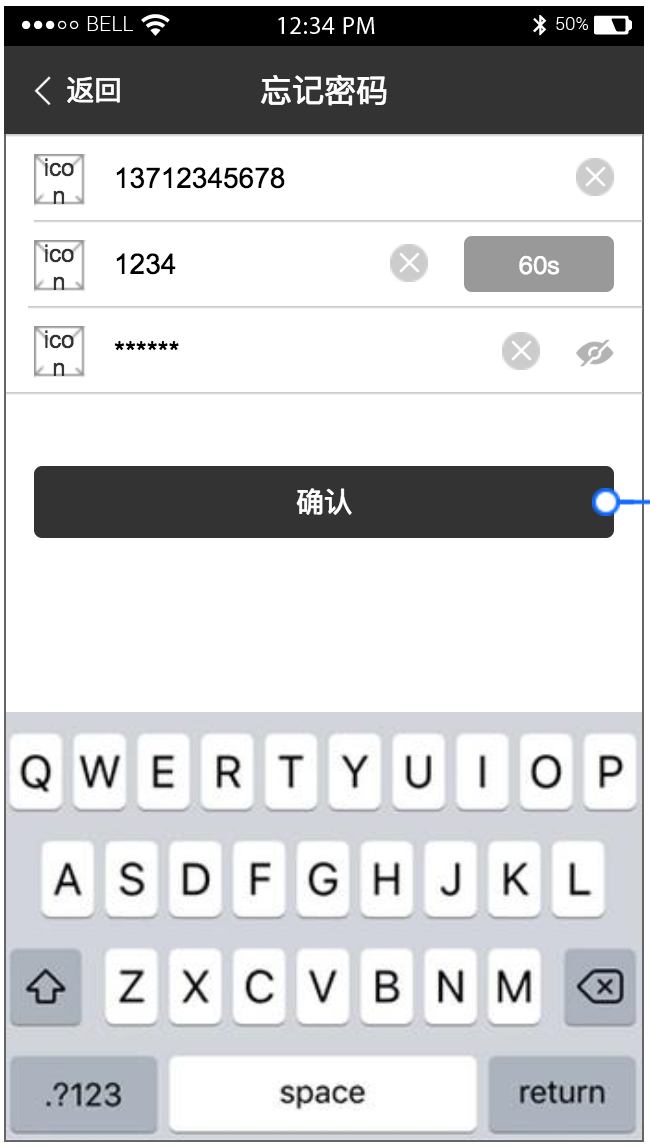 BELL 12:34 PM 50%
返回 忘记密码
icon 13712345678
icon 1234 60s
icon ******
确认
Q W E R T Y U I O P
A S D F G H J K L
Z X C V B N M
.?123 space return